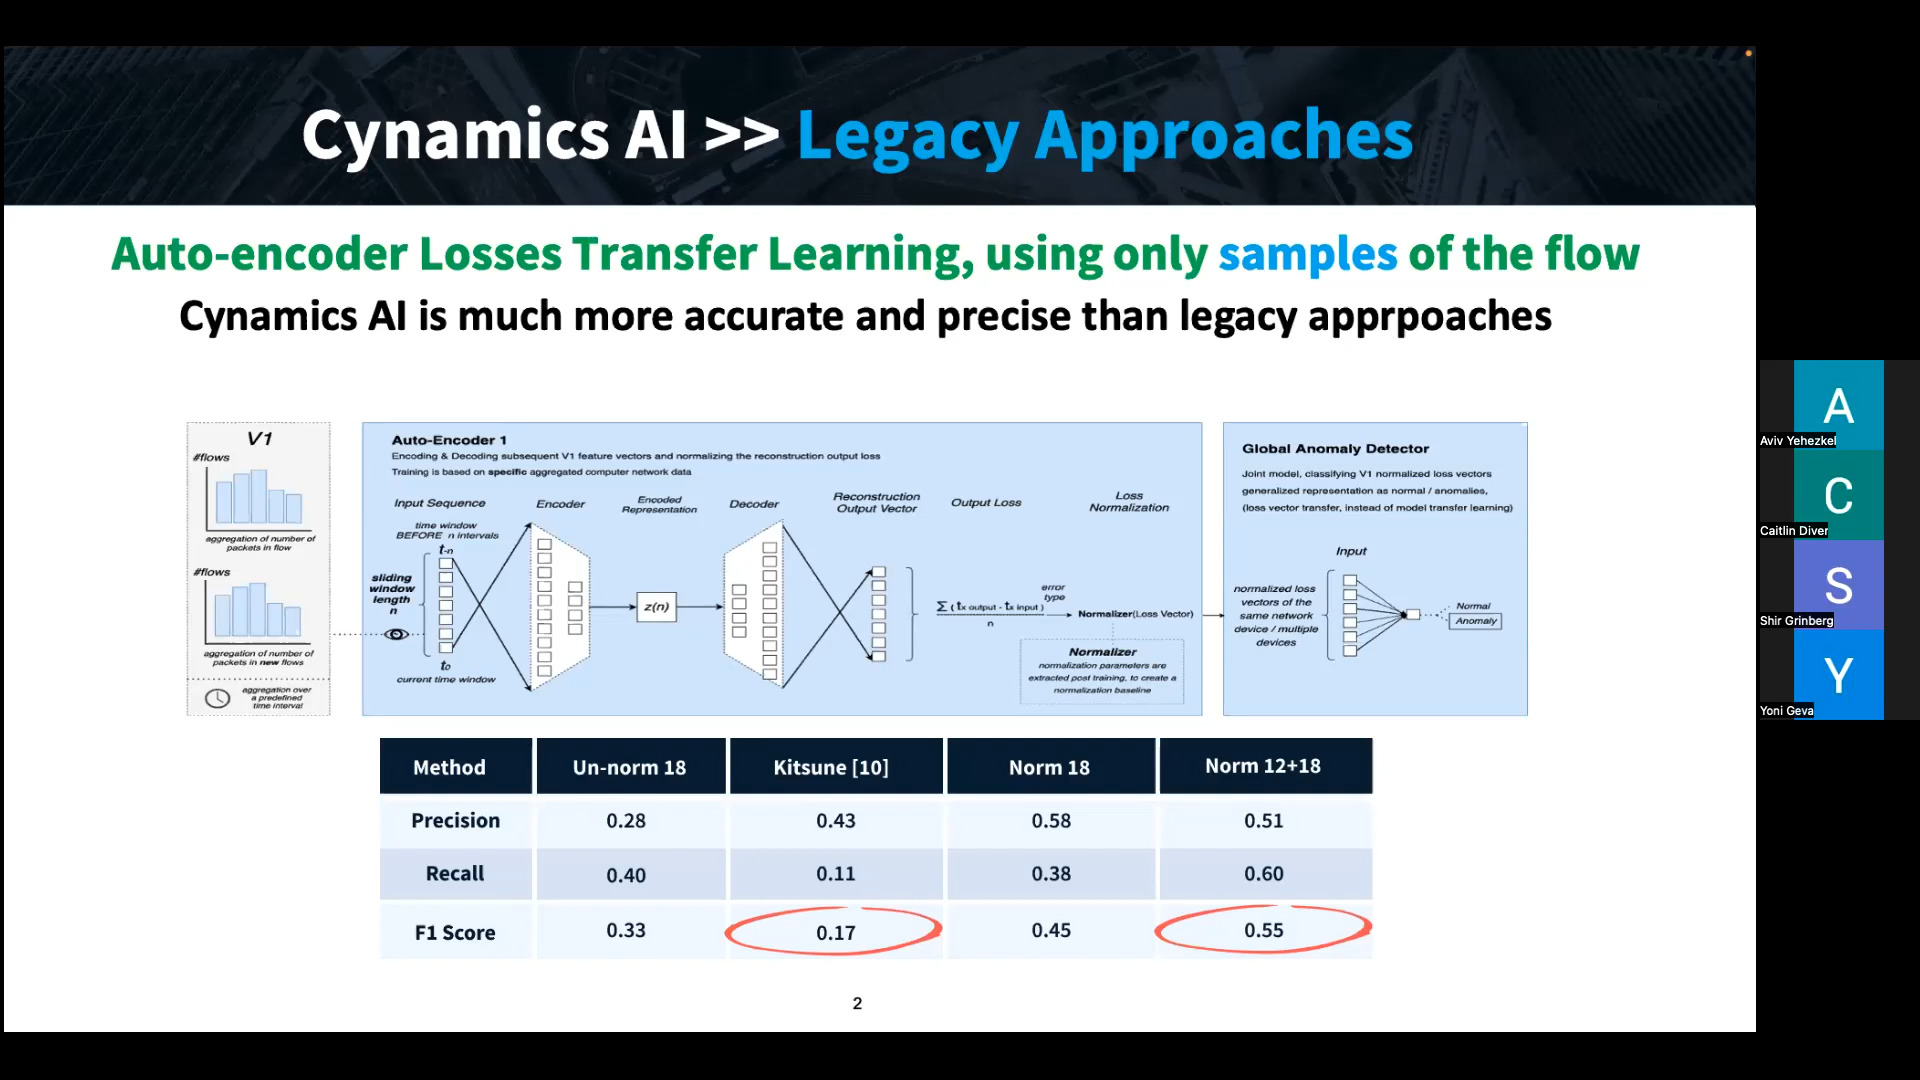 Cynamics AI >> Legacy Approaches
Auto-encoder Losses Transfer Learning, using only samples of the flow
Cynamics AI is much more accurate and precise than legacy apprpoaches
V1
#flows
aggregation of number of
packets in flow
#flows
aggregation of number of
packets in new flows
aggregation over
a predefined
time interval
Auto-Encoder 1
Encoding & Decoding subsequent V1 feature vectors and normalizing the reconstruction output loss
Training is based on specific aggregated computer network data
Input Sequence
Encoder
Encoded
Representation
Decoder
Reconstruction
Output Vector
Output Loss
Loss
Normalization
time window
BEFORE n intervals
t-n
sliding
window
length
n
t0
current time window
z(n)
Σ ( tx output - tx input )
n
error
type
Normalizer(Loss Vector)
Normalizer
normalization parameters are
extracted post training, to create a
normalization baseline
Global Anomaly Detector
Joint model, classifying V1 normalized loss vectors
generalized representation as normal / anomalies,
(loss vector transfer, instead of model transfer learning)
Input
normalized loss
vectors of the
same network
device / multiple
devices
Normal
Anomaly
Method Un-norm 18 Kitsune [10] Norm 18 Norm 12+18
Precision 0.28 0.43 0.58 0.51
Recall 0.40 0.11 0.38 0.60
F1 Score 0.33 0.17 0.45 0.55
2
A
Aviv Yehezkel
C
Caitlin Diver
S
Shir Grinberg
Y
Yoni Geva